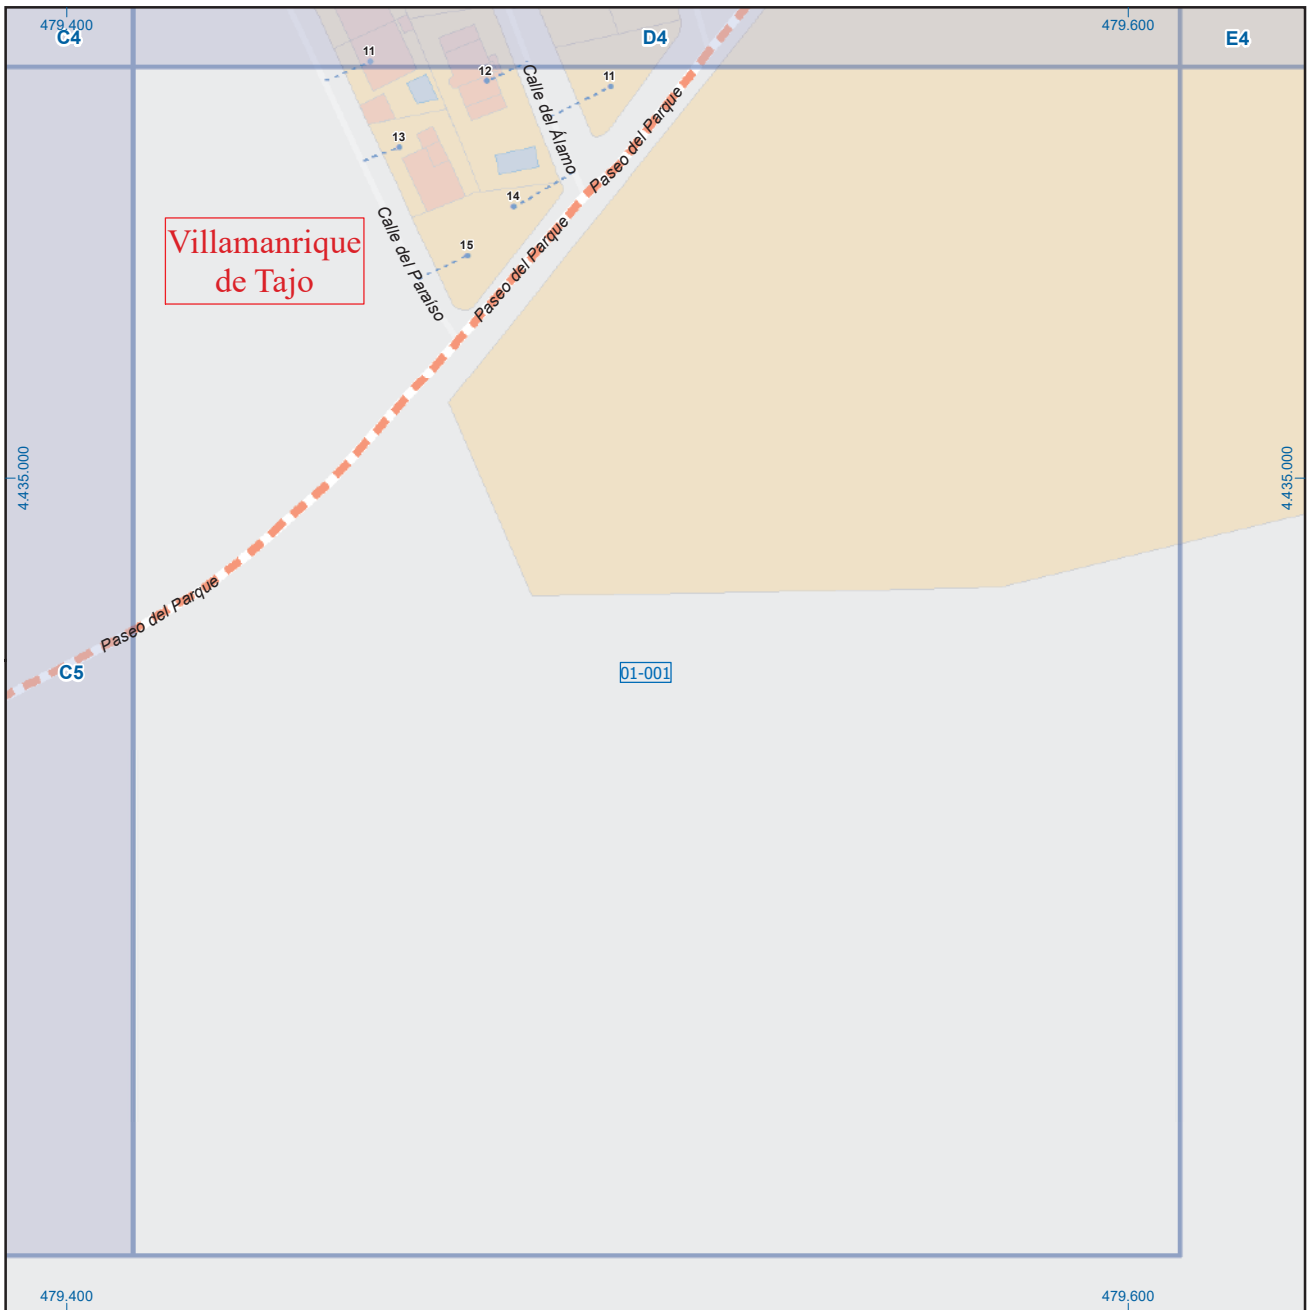 479.400
479.600
C4
D4
E4
11
12
11
Calle del Álamo
Paseo del Parque
13
14
Calle del Paraíso
Villamanrique
de Tajo
15
Paseo del Parque
4.435.000
4.435.000
Paseo del Parque
C5
01-001
479.400
479.600